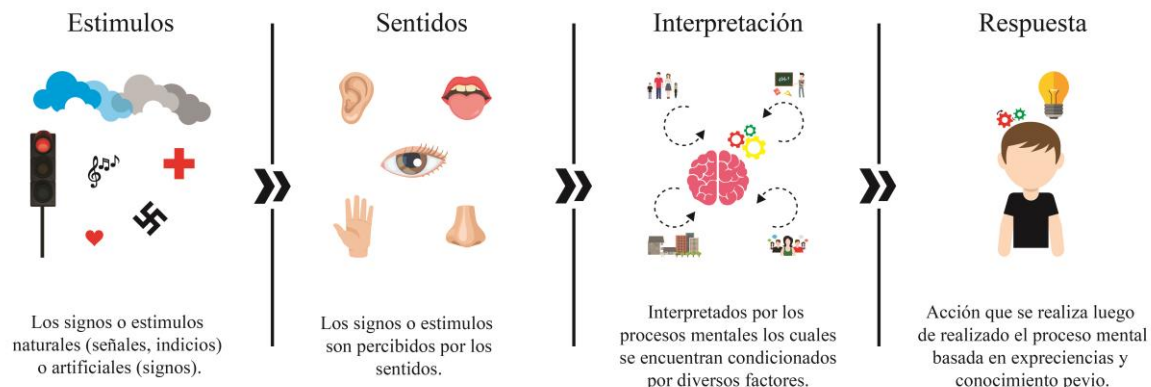 Estimulos
Sentidos
Interpretación
Respuesta
Los signos o estimulos
naturales (señales, indicios)
o artificiales (signos).
Los signos o estimulos
son percibidos por los
sentidos.
Interpretados por los
procesos mentales los cuales
se encuentran condicionados
por diversos factores.
Acción que se realiza luego
de realizado el proceso mental
basada en expreciencias y
conocimiento pevio.